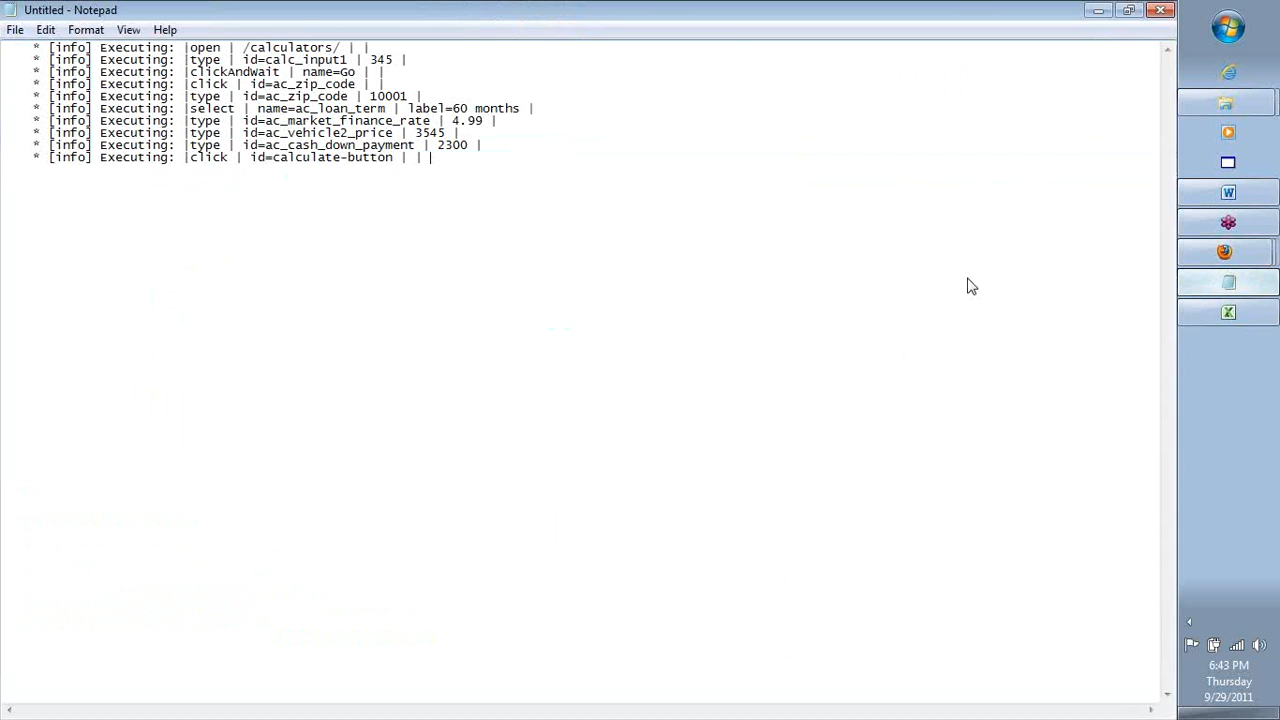 Untitled - Notepad
File Edit Format View Help
* [info] Executing: |open | /calculators/ | |
* [info] Executing: |type | id=calc_input1 | 345 |
* [info] Executing: |clickAndWait | name=Go | |
* [info] Executing: |click | id=ac_zip_code | |
* [info] Executing: |type | id=ac_zip_code | 10001 |
* [info] Executing: |select | name=ac_loan_term | label=60 months |
* [info] Executing: |type | id=ac_market_finance_rate | 4.99 |
* [info] Executing: |type | id=ac_vehicle2_price | 3545 |
* [info] Executing: |type | id=ac_cash_down_payment | 2300 |
* [info] Executing: |click | id=calculate-button | | |
6:43 PM
Thursday
9/29/2011